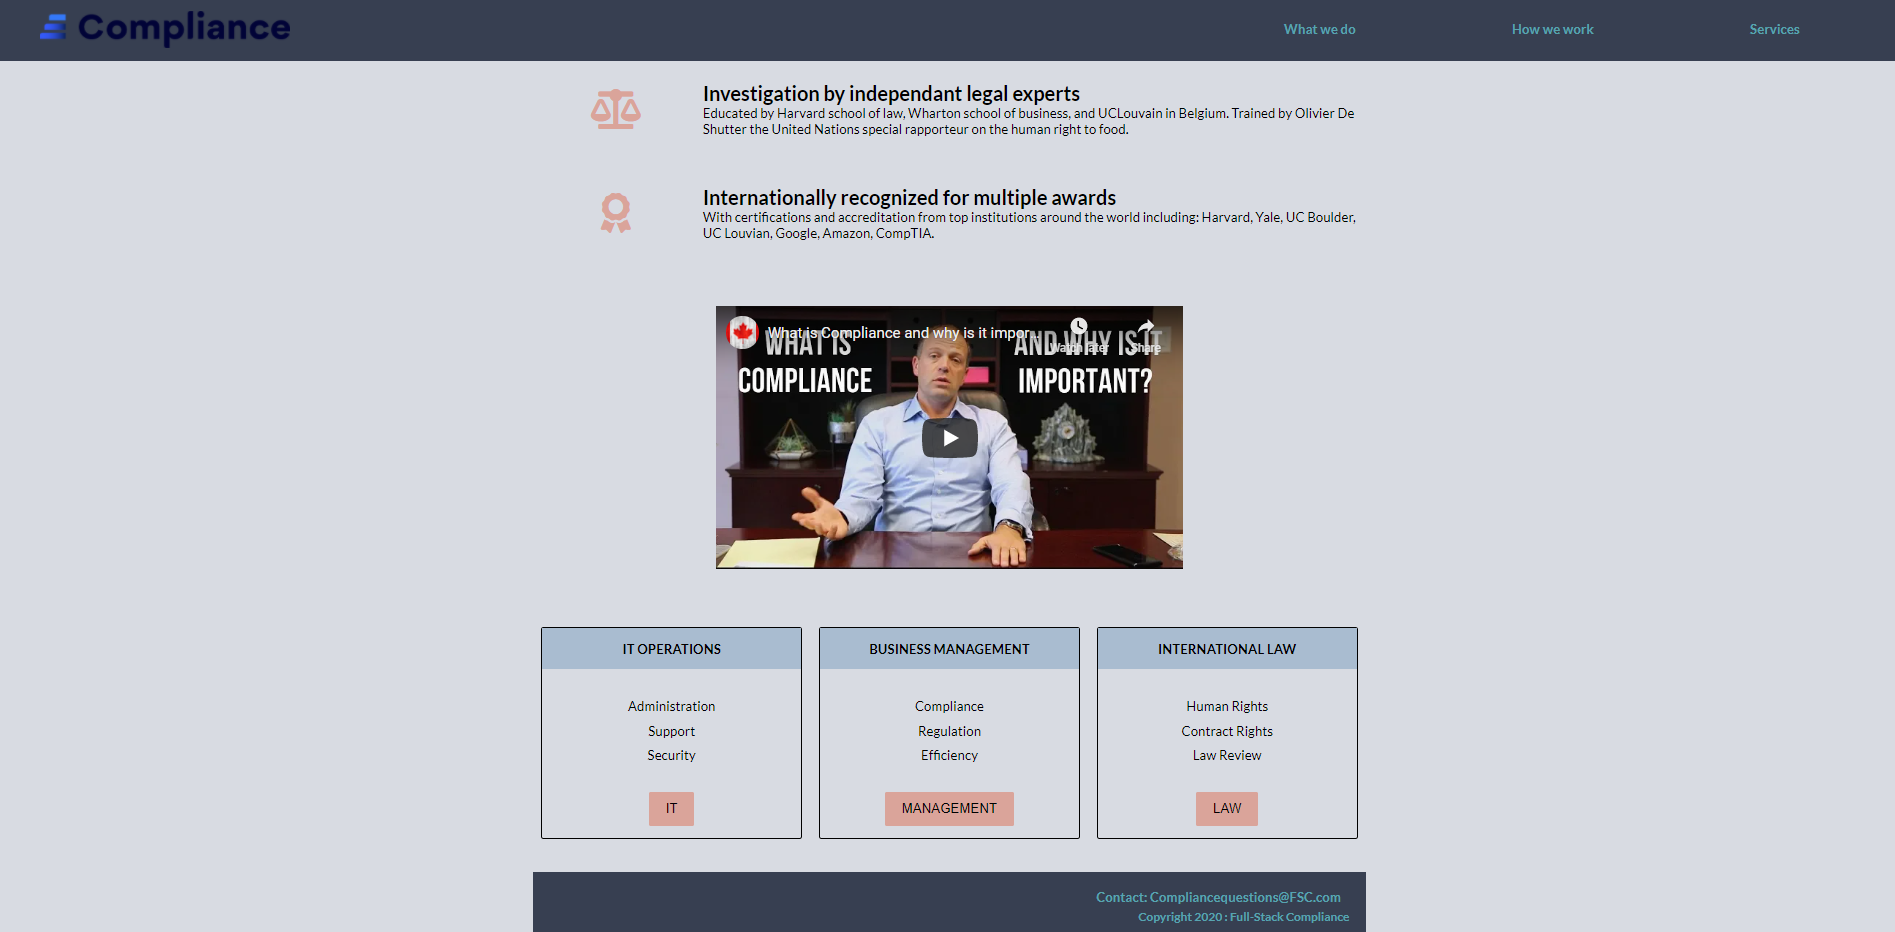 Compliance
What we do
How we work
Services
Investigation by independant legal experts
Educated by Harvard school of law, Wharton school of business, and UCLouvain in Belgium. Trained by Olivier De
Shutter the United Nations special rapporteur on the human right to food.
Internationally recognized for multiple awards
With certifications and accreditation from top institutions around the world including: Harvard, Yale, UC Boulder,
UC Louvian, Google, Amazon, CompTIA.
What is Compliance and why is it impor...
Watch later
Share
WHAT IS
COMPLIANCE
AND WHY IS IT
IMPORTANT?
IT OPERATIONS
Administration
Support
Security
IT
BUSINESS MANAGEMENT
Compliance
Regulation
Efficiency
MANAGEMENT
INTERNATIONAL LAW
Human Rights
Contract Rights
Law Review
LAW
Contact: Compliancequestions@FSC.com
Copyright 2020 : Full-Stack Compliance